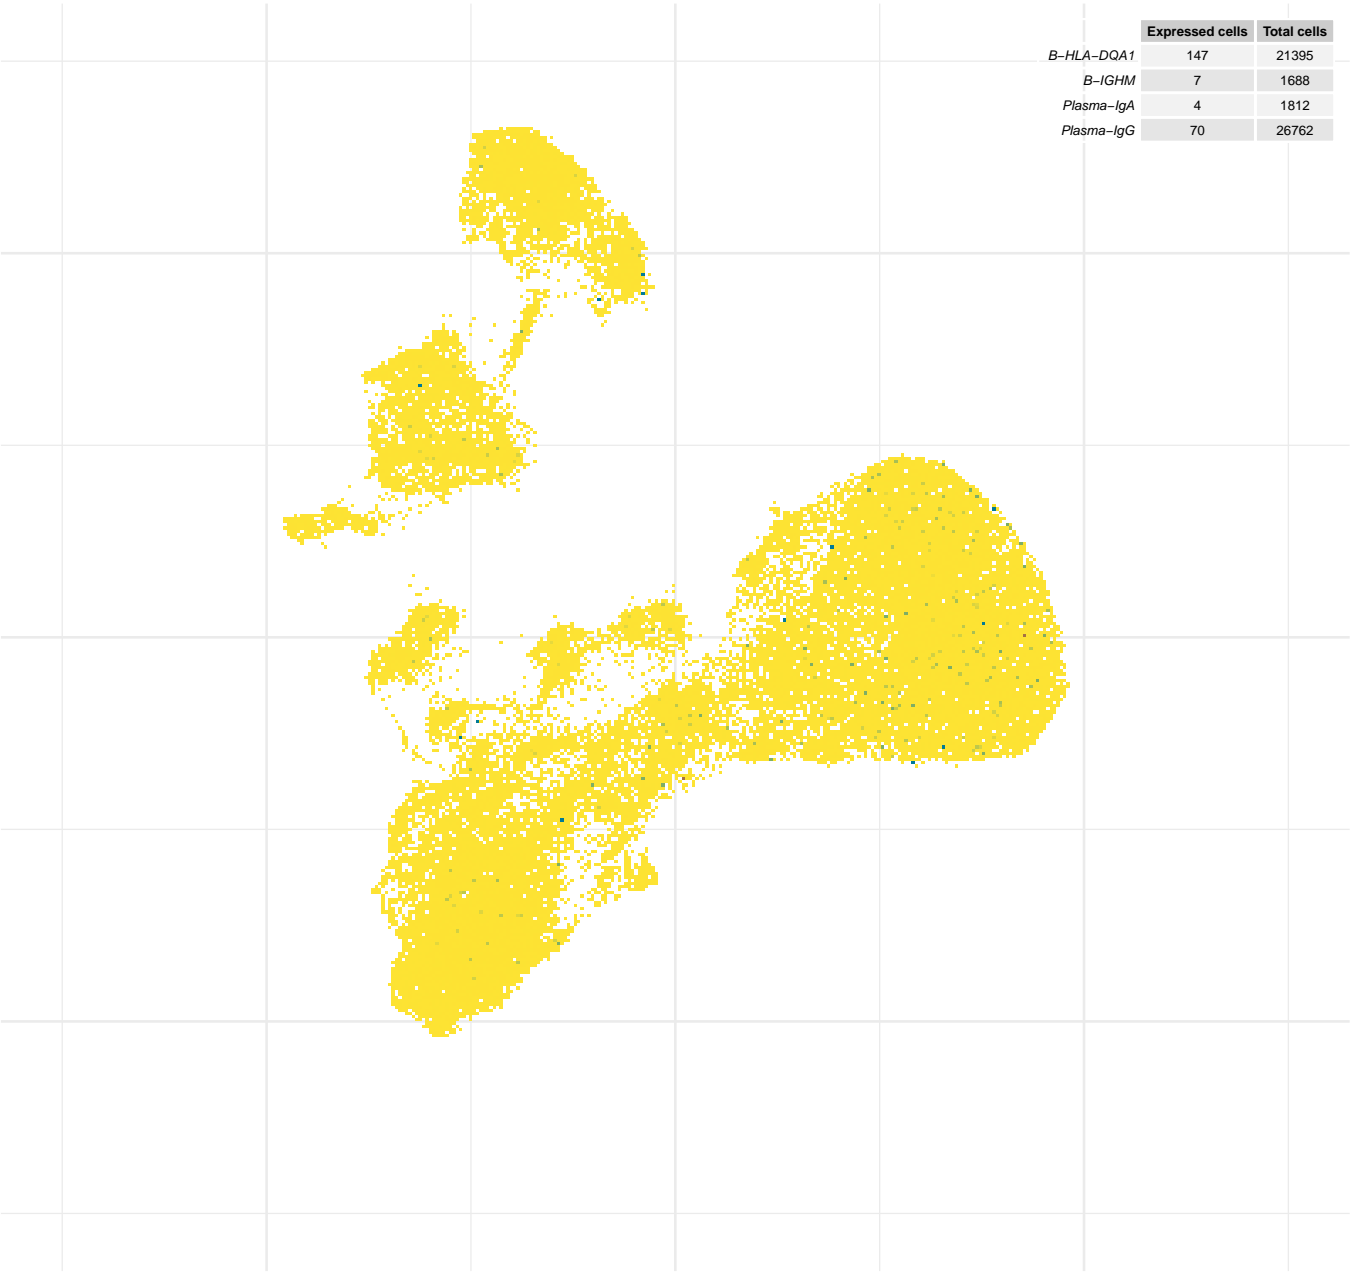 Expressed cells Total cells
B−HLA−DQA1 147 21395
B−IGHM 7 1688
Plasma−IgA 4 1812
Plasma−IgG 70 26762